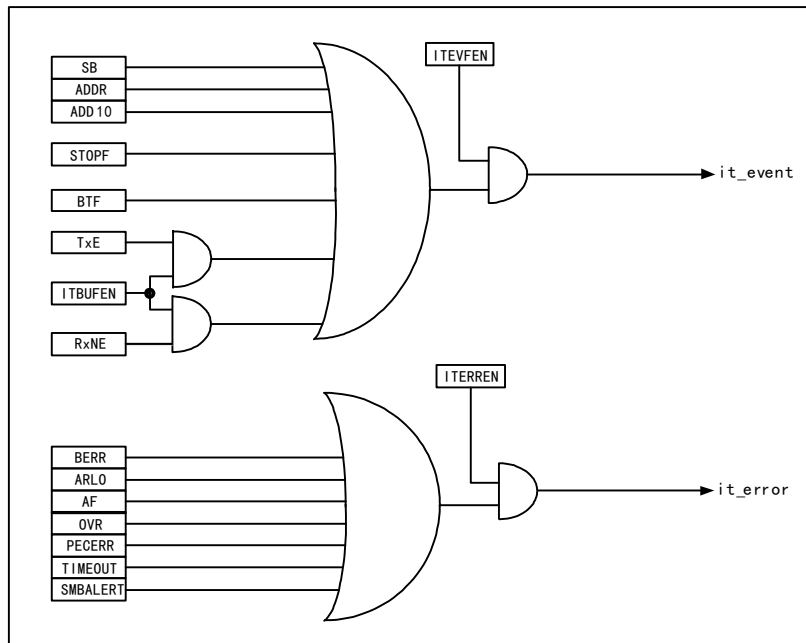 ITEVFEN
SB
ADDR
ADD10
STOPF
it_event
BTF
TxE
ITBUFEN
RxNE
ITERREN
BERR
ARLO
AF
it_error
OVR
PECERR
TIMEOUT
SMBALERT